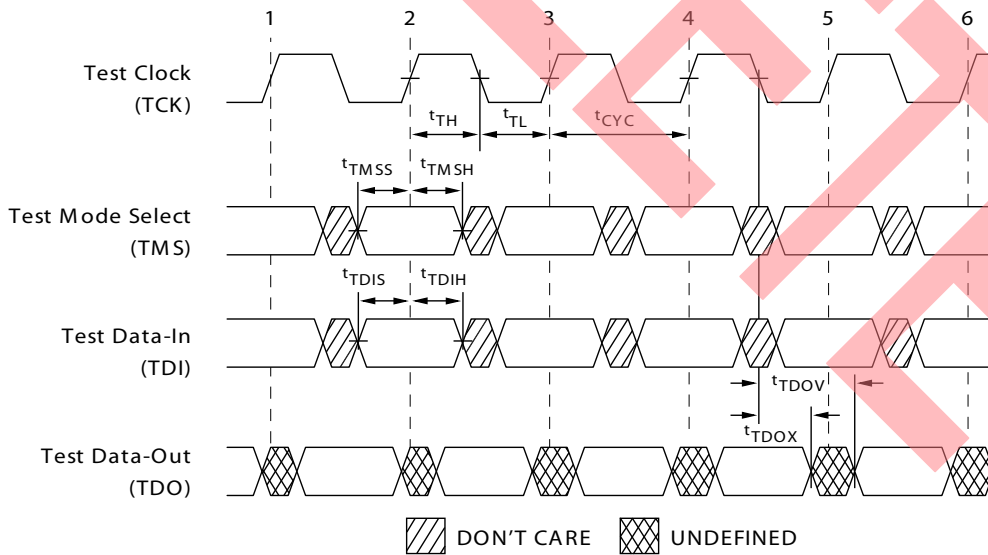 1 2 3 4 5 6
Test Clock
(TCK)
tTH tTL tCYC
tTMSS tTMSH
Test Mode Select
(TMS)
tTDIS tTDIH
Test Data-In
(TDI)
tTDOV
tTDOX
Test Data-Out
(TDO)
DON'T CARE UNDEFINED